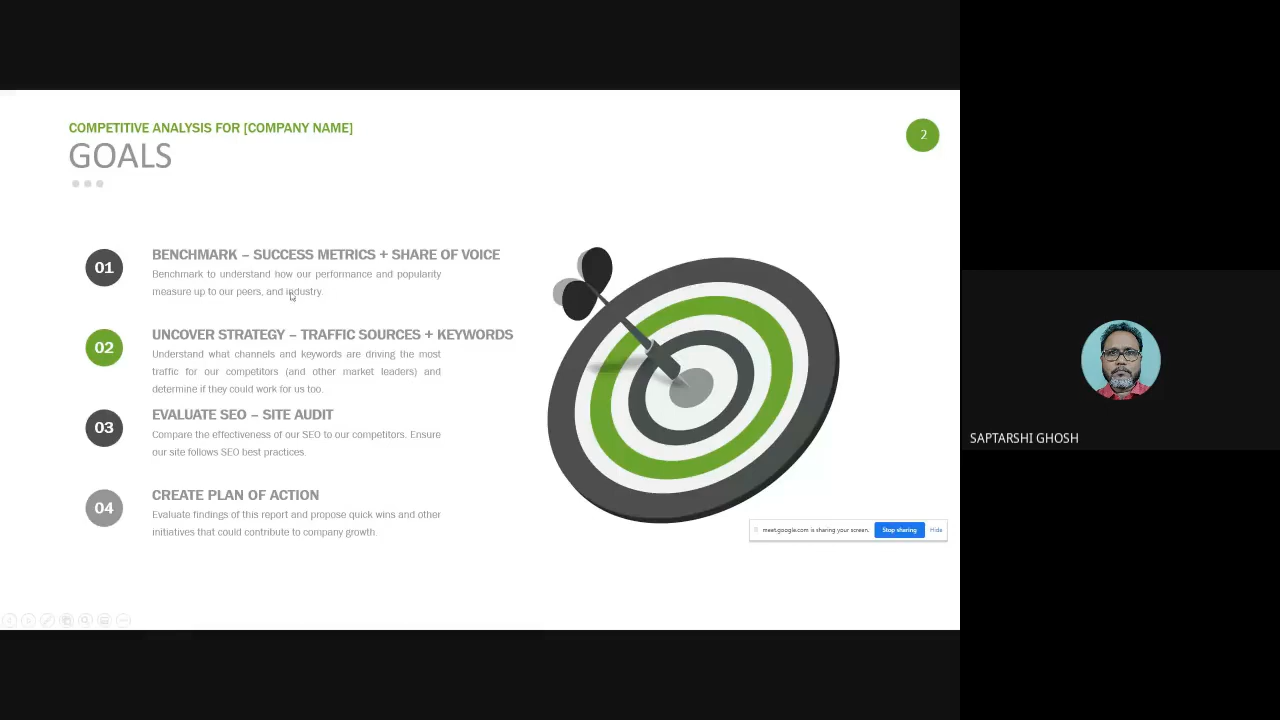 COMPETITIVE ANALYSIS FOR [COMPANY NAME]
GOALS
2
01
BENCHMARK – SUCCESS METRICS + SHARE OF VOICE
Benchmark to understand how our performance and popularity
measure up to our peers, and industry.
02
UNCOVER STRATEGY – TRAFFIC SOURCES + KEYWORDS
Understand what channels and keywords are driving the most
traffic for our competitors (and other market leaders) and
determine if they could work for us too.
03
EVALUATE SEO – SITE AUDIT
Compare the effectiveness of our SEO to our competitors. Ensure
our site follows SEO best practices.
04
CREATE PLAN OF ACTION
Evaluate findings of this report and propose quick wins and other
initiatives that could contribute to company growth.
meet.google.com is sharing your screen. Stop sharing Hide
SAPTARSHI GHOSH